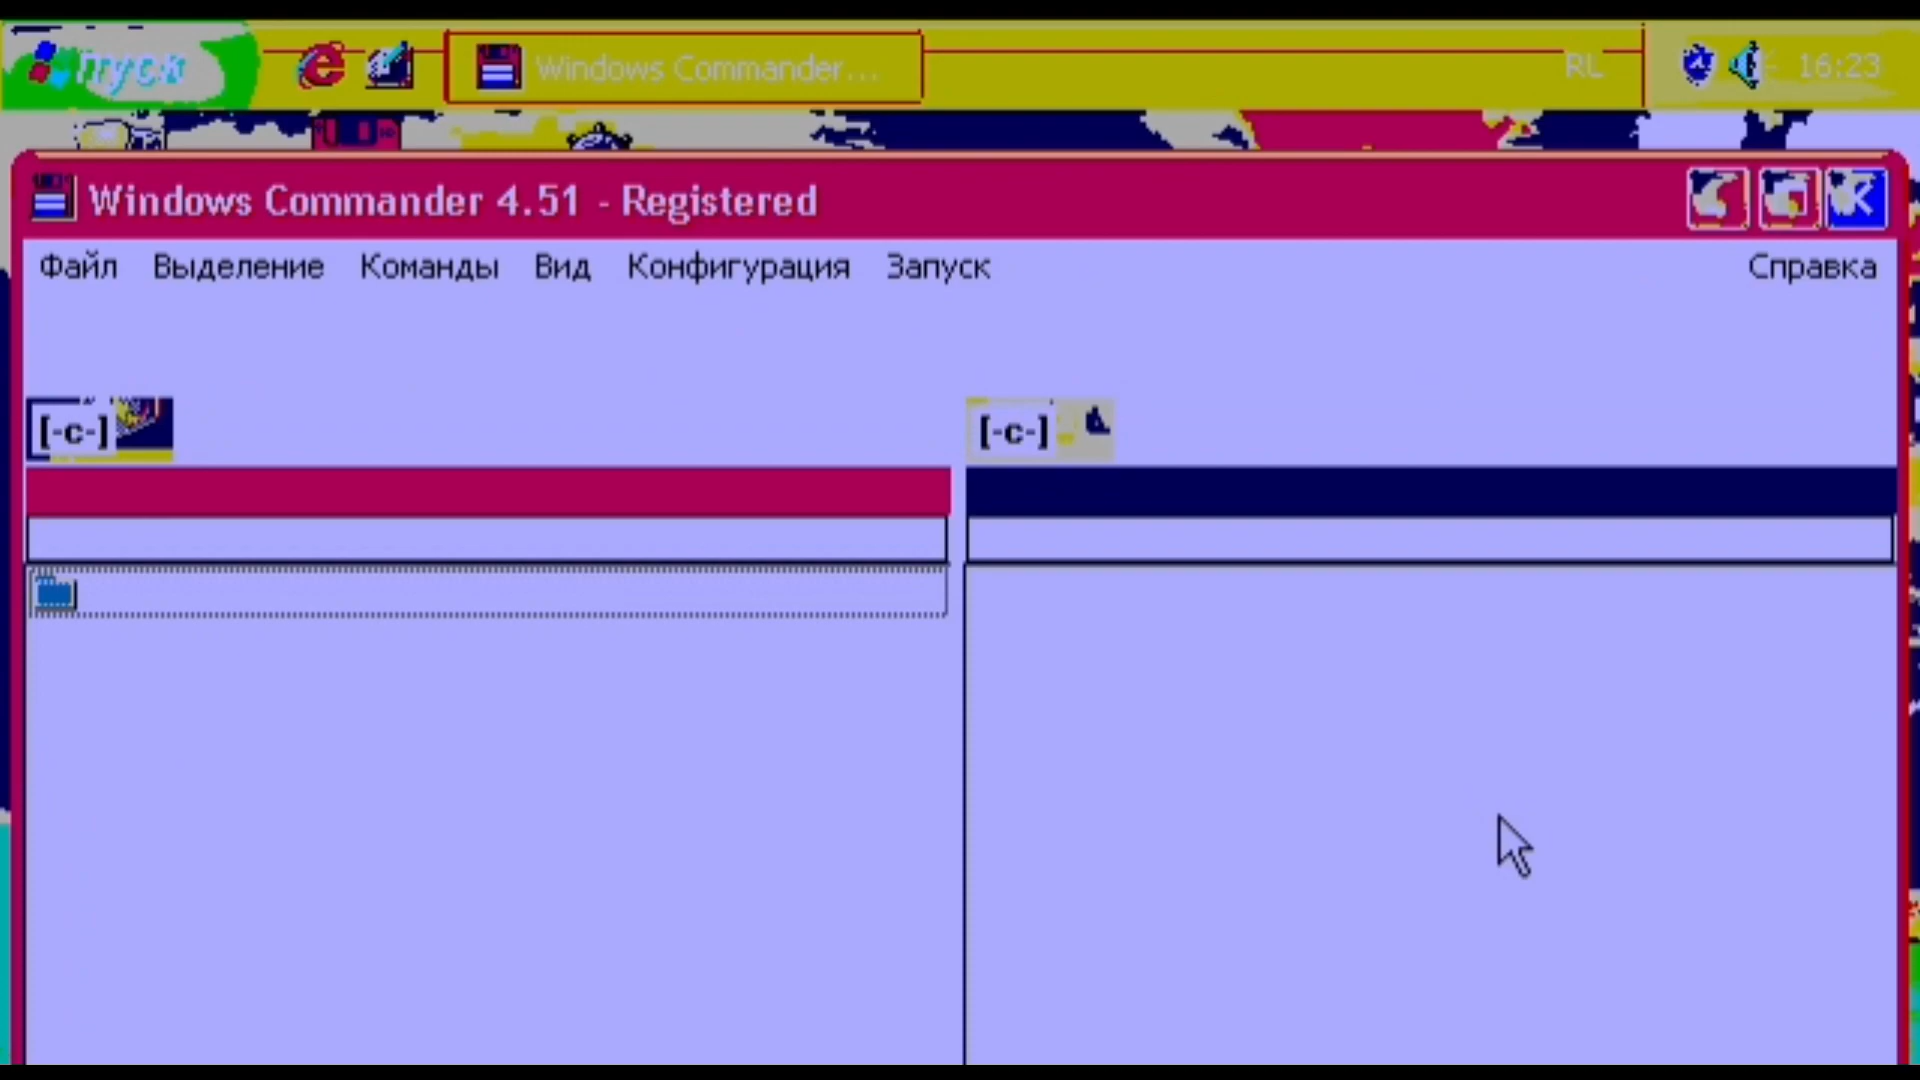 пуск
Windows Commander...
RL
16:23
Windows Commander 4.51 - Registered
Файл Выделение Команды Вид Конфигурация Запуск Справка
[-c-] [-c-]